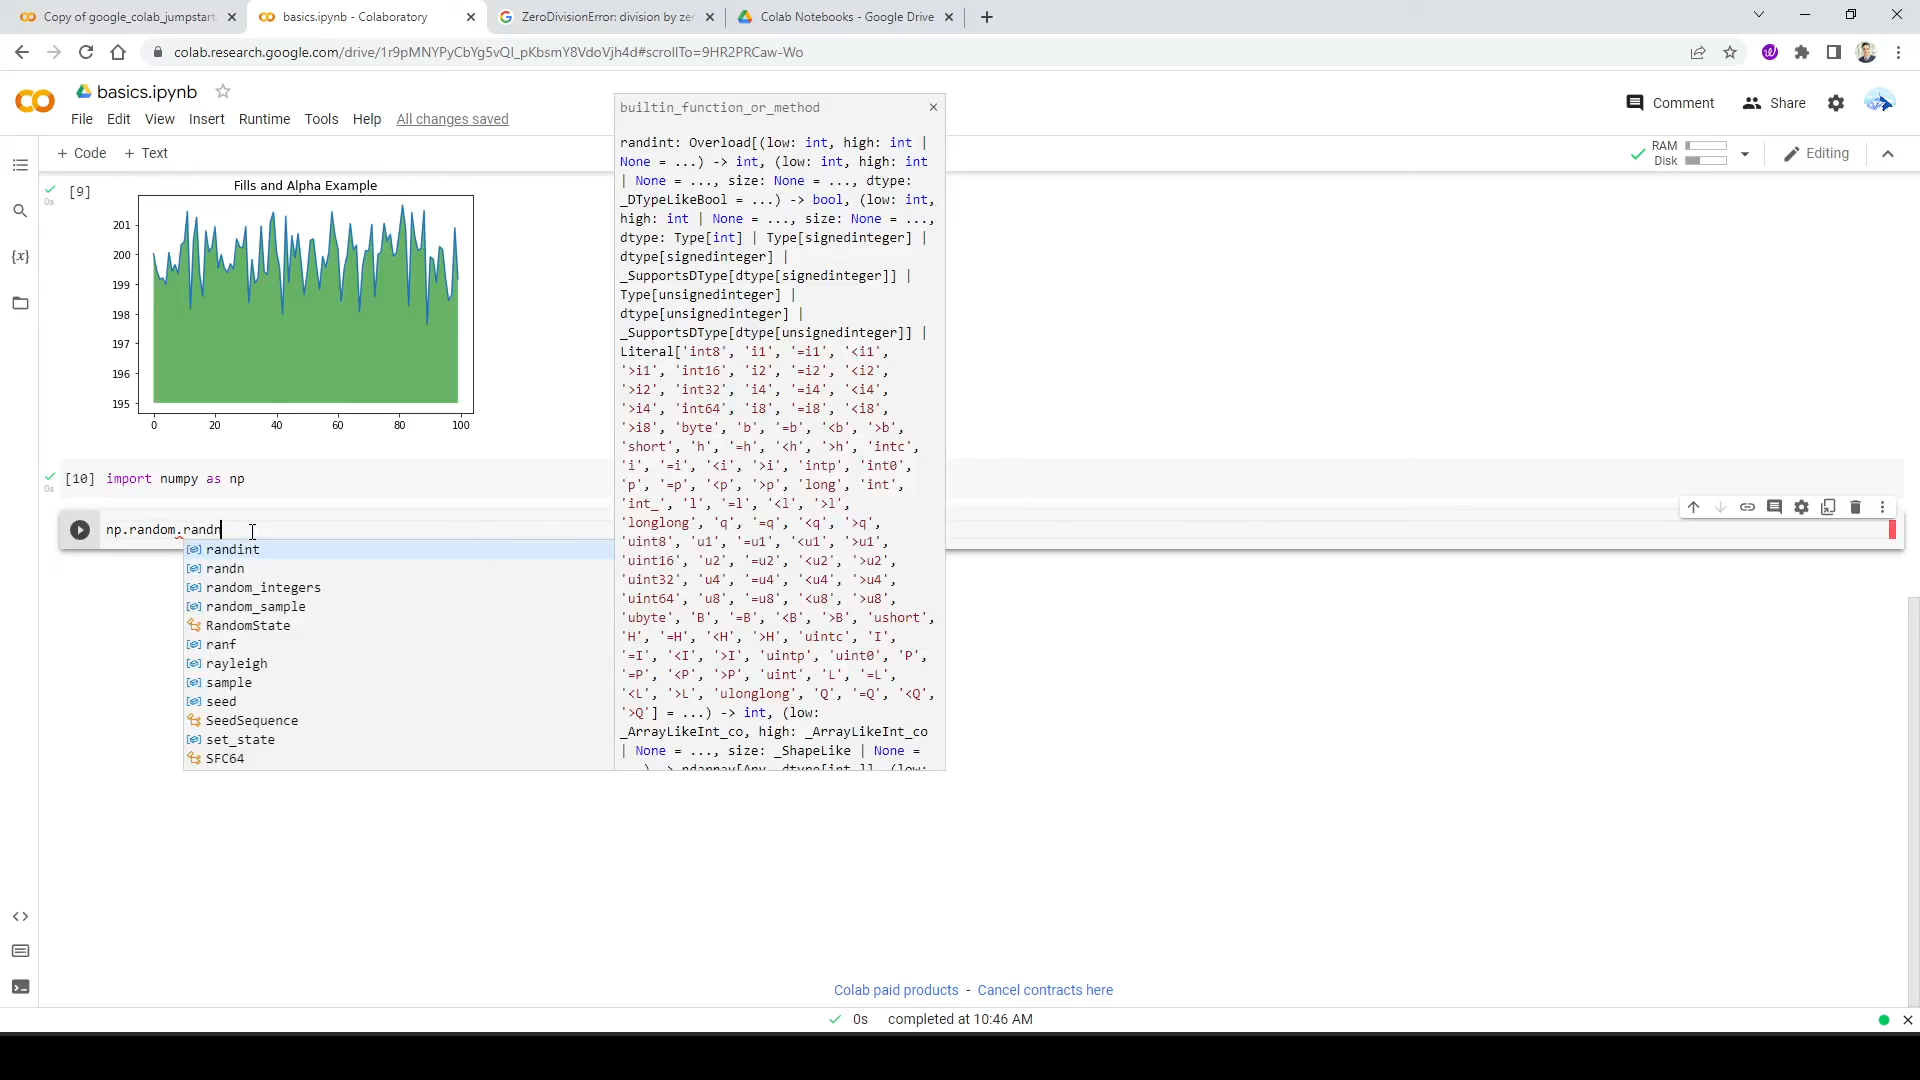 Copy of google_colab_jumpstart
basics.ipynb - Colaboratory
ZeroDivisionError: division by zer
Colab Notebooks - Google Drive
colab.research.google.com/drive/1r9pMNYPyCbYg5vQI_pKbsmY8VdoVjh4d#scrollTo=9HR2PRCaw-Wo
basics.ipynb
Comment
Share
File Edit View Insert Runtime Tools Help All changes saved
+ Code + Text
RAM
Disk
Editing
[9]
0s
Fills and Alpha Example
201
200
199
198
197
196
195
0 20 40 60 80 100
[10] import numpy as np
0s
np.random.randn
randint
randn
random_integers
random_sample
RandomState
ranf
rayleigh
sample
seed
SeedSequence
set_state
SFC64
builtin_function_or_method
randint: Overload[(low: int, high: int |
None = ...) -> int, (low: int, high: int
| None = ..., size: None = ..., dtype:
_DTypeLikeBool = ...) -> bool, (low: int,
high: int | None = ..., size: None = ...,
dtype: Type[int] | Type[signedinteger] |
dtype[signedinteger] |
_SupportsDType[dtype[signedinteger]] |
Type[unsignedinteger] |
dtype[unsignedinteger] |
_SupportsDType[dtype[unsignedinteger]] |
Literal['int8', 'i1', '=i1', '<i1',
'>i1', 'int16', 'i2', '=i2', '<i2',
'>i2', 'int32', 'i4', '=i4', '<i4',
'>i4', 'int64', 'i8', '=i8', '<i8',
'>i8', 'byte', 'b', '=b', '<b', '>b',
'short', 'h', '=h', '<h', '>h', 'intc',
'i', '=i', '<i', '>i', 'intp', 'int0',
'p', '=p', '<p', '>p', 'long', 'int',
'int_', 'l', '=l', '<l', '>l',
'longlong', 'q', '=q', '<q', '>q',
'uint8', 'u1', '=u1', '<u1', '>u1',
'uint16', 'u2', '=u2', '<u2', '>u2',
'uint32', 'u4', '=u4', '<u4', '>u4',
'uint64', 'u8', '=u8', '<u8', '>u8',
'ubyte', 'B', '=B', '<B', '>B', 'ushort',
'H', '=H', '<H', '>H', 'uintc', 'I',
'=I', '<I', '>I', 'uintp', 'uint0', 'P',
'=P', '<P', '>P', 'uint', 'L', '=L',
'<L', '>L', 'ulonglong', 'Q', '=Q', '<Q',
'>Q'] = ...) -> int, (low:
_ArrayLikeInt_co, high: _ArrayLikeInt_co
| None = ..., size: _ShapeLike | None =
Colab paid products - Cancel contracts here
0s completed at 10:46 AM